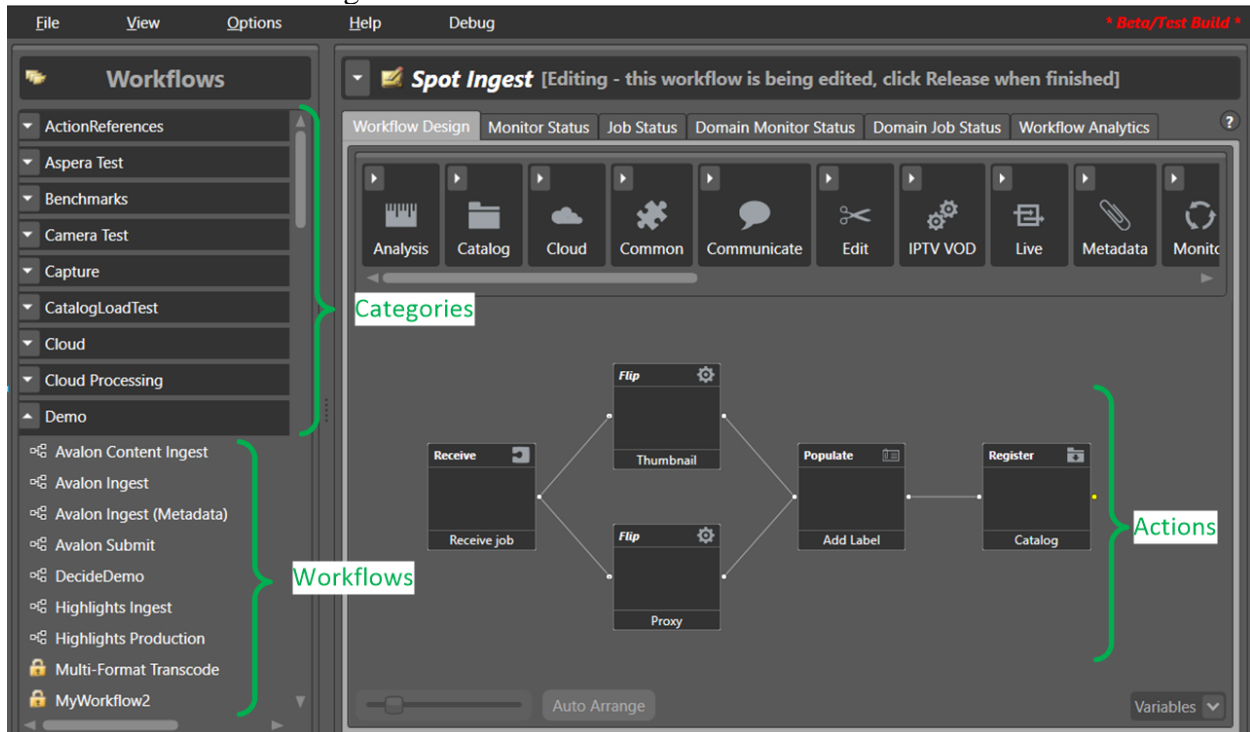 File View Options Help Debug * Beta/Test Build *
Workflows
Spot Ingest [Editing - this workflow is being edited, click Release when finished]
ActionReferences
Aspera Test
Benchmarks
Camera Test
Capture
CatalogLoadTest
Cloud
Cloud Processing
Demo
Avalon Content Ingest
Avalon Ingest
Avalon Ingest (Metadata)
Avalon Submit
DecideDemo
Highlights Ingest
Highlights Production
Multi-Format Transcode
MyWorkflow2
Categories
Workflows
Workflow Design Monitor Status Job Status Domain Monitor Status Domain Job Status Workflow Analytics ?
Analysis Catalog Cloud Common Communicate Edit IPTV VOD Live Metadata Monito
Flip
Thumbnail
Receive
Receive job
Populate
Add Label
Register
Catalog
Flip
Proxy
Actions
Auto Arrange
Variables